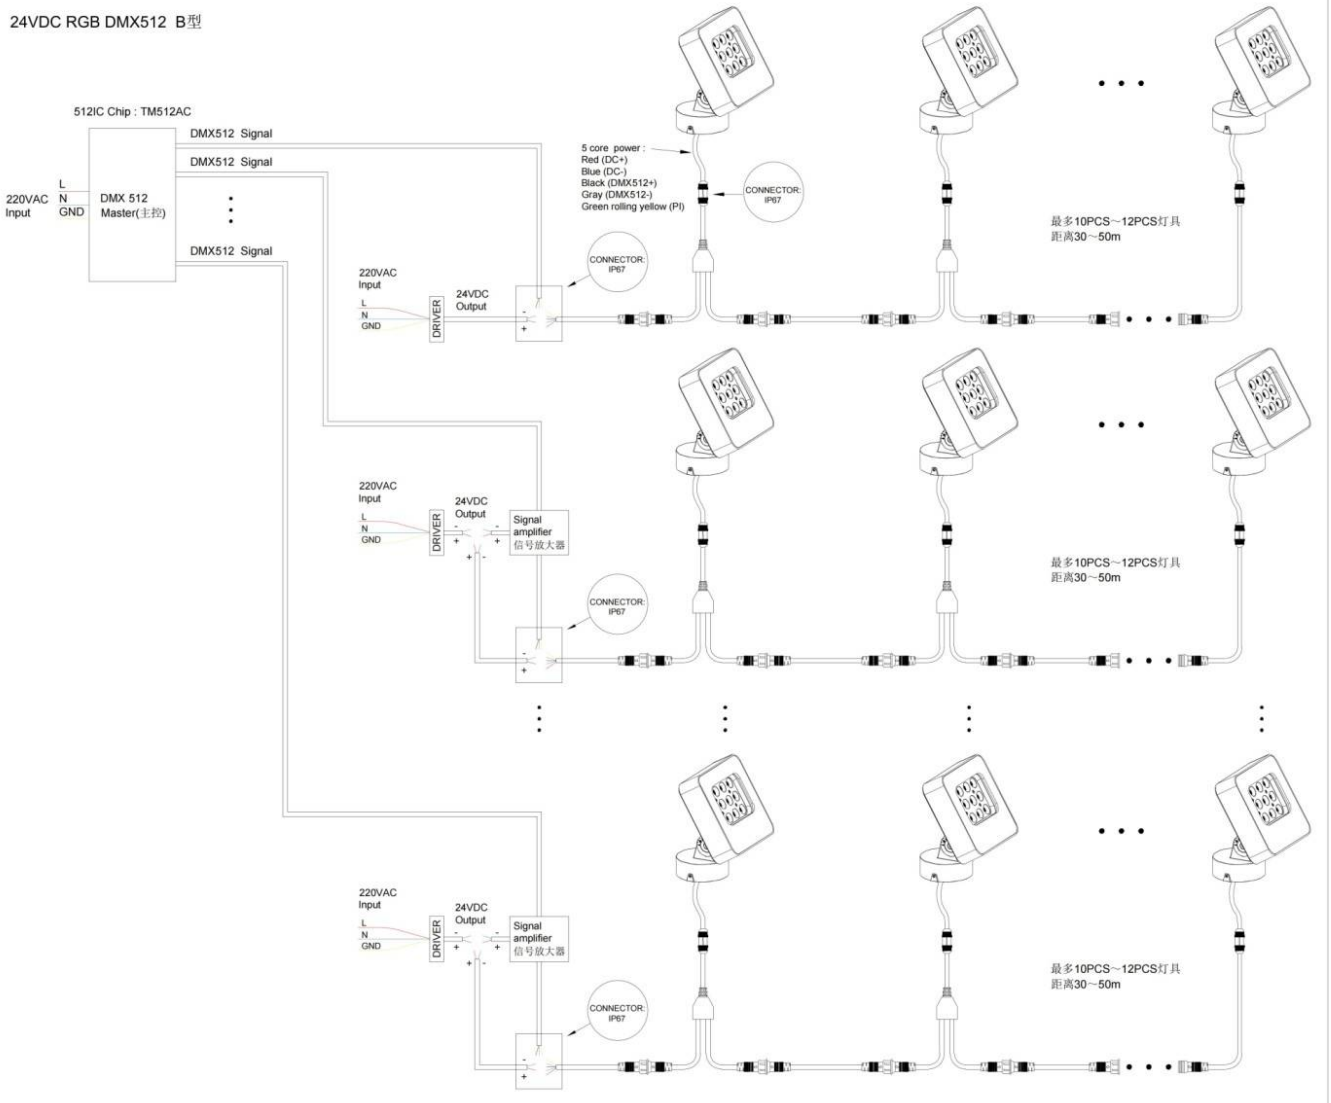 24VDC RGB DMX512 B型
512IC Chip : TM512AC
DMX512 Signal
DMX512 Signal
220VAC
Input
L
N
GND
DMX 512
Master(主控)
DMX512 Signal
5 core power :
Red (DC+)
Blue (DC-)
Black (DMX512+)
Gray (DMX512-)
Green rolling yellow (PI)
CONNECTOR:
IP67
最多10PCS～12PCS灯具
距离30～50m
CONNECTOR:
IP67
220VAC
Input
L
N
GND
DRIVER
24VDC
Output
-
+
220VAC
Input
L
N
GND
DRIVER
24VDC
Output
-
+
-
+
+ -
Signal
amplifier
信号放大器
最多10PCS～12PCS灯具
距离30～50m
CONNECTOR:
IP67
-
+
220VAC
Input
L
N
GND
DRIVER
24VDC
Output
-
+
-
+
+ -
Signal
amplifier
信号放大器
最多10PCS～12PCS灯具
距离30～50m
CONNECTOR:
IP67
-
+